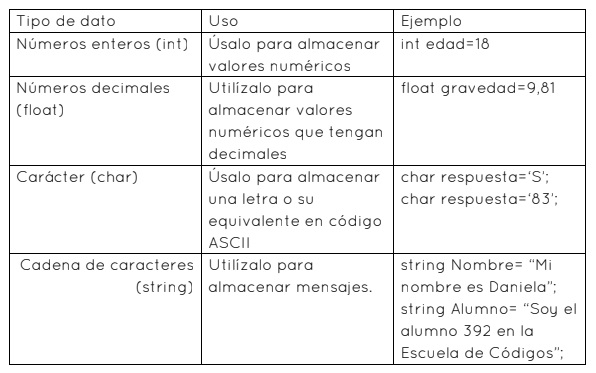 Tipo de dato Uso Ejemplo
Números enteros (int) Úsalo para almacenar int edad=18
valores numéricos
Números decimales Utilízalo para float gravedad=9,81
(float) almacenar valores
numéricos que tengan
decimales
Carácter (char) Úsalo para almacenar char respuesta=‘S’;
una letra o su char respuesta=‘83’;
equivalente en código
ASCII
Cadena de caracteres Utilízalo para string Nombre= “Mi
(string) almacenar mensajes. nombre es Daniela”;
string Alumno= “Soy el
alumno 392 en la
Escuela de Códigos”;